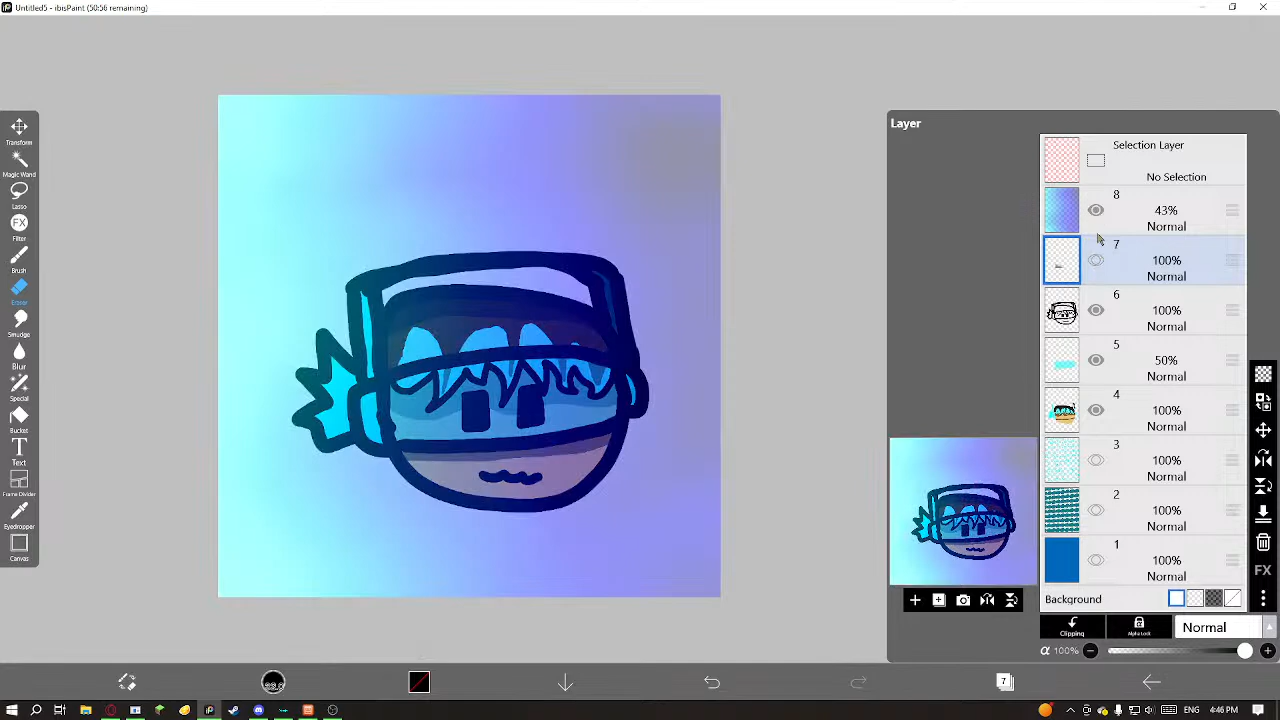 Untitled5 - ibisPaint (50:56 remaining)
Layer
Selection Layer
No Selection
8
43%
Normal
7
100%
Normal
6
100%
Normal
5
50%
Normal
4
100%
Normal
3
100%
Normal
2
100%
Normal
1
100%
Normal
Background
Clipping
Alpha Lock
Normal
α 100%
FX
Transform
Magic Wand
Lasso
FX
Filter
Brush
Eraser
Smudge
Blur
Special
Bucket
T
Text
Frame Divider
Eyedropper
Canvas
7
ENG
4:46 PM